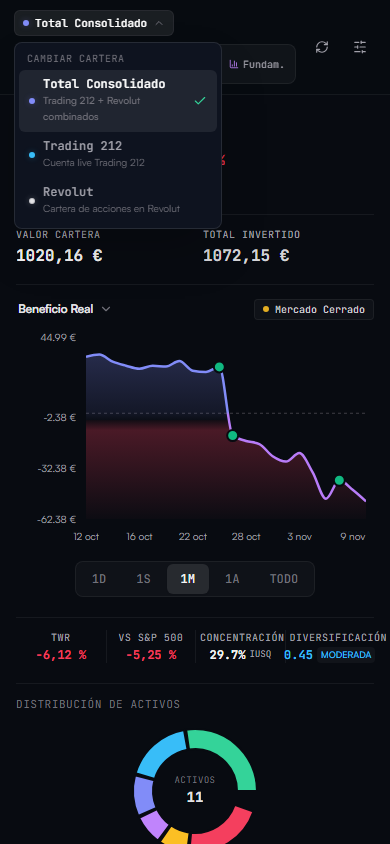 Total Consolidado
CAMBIAR CARTERA
Total Consolidado
Trading 212 + Revolut
combinados
Fundam.
Trading 212
Cuenta live Trading 212
%
Revolut
Cartera de acciones en Revolut
VALOR CARTERA TOTAL INVERTIDO
1020,16 € 1072,15 €
Beneficio Real Mercado Cerrado
44.99 €
-2.38 €
-32.38 €
-62.38 €
12 oct 16 oct 22 oct 28 oct 3 nov 9 nov
1D 1S 1M 1A TODO
TWR VS S&P 500 CONCENTRACIÓN DIVERSIFICACIÓN
-6,12 % -5,25 % 29.7% IUSQ 0.45 MODERADA
DISTRIBUCIÓN DE ACTIVOS
ACTIVOS
11